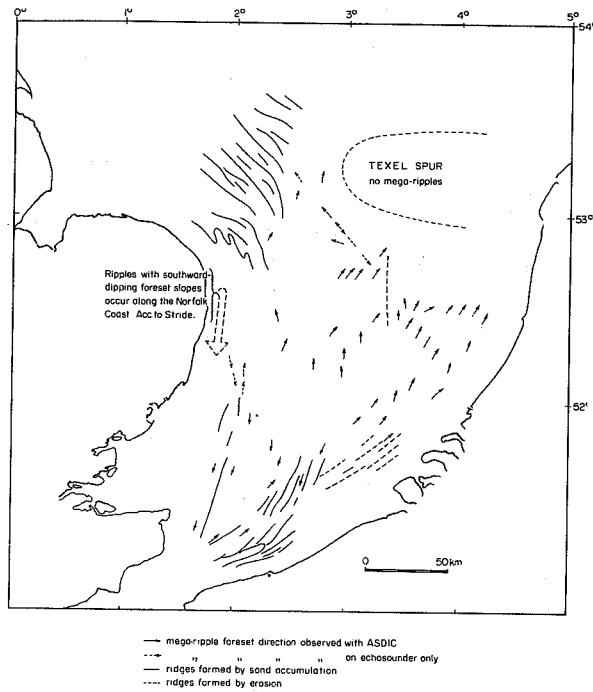 0° 1° 2° 3° 4° 5°
54°
TEXEL SPUR
no mega-ripples
53°
Ripples with southward-
dipping foreset slopes
occur along the Norfolk
Coast Acc. to Stride.
52°
0 50km
mega-ripple foreset direction observed with ASDIC
„ „ „ „ on echosounder only
ridges formed by sand accumulation
ridges formed by erosion